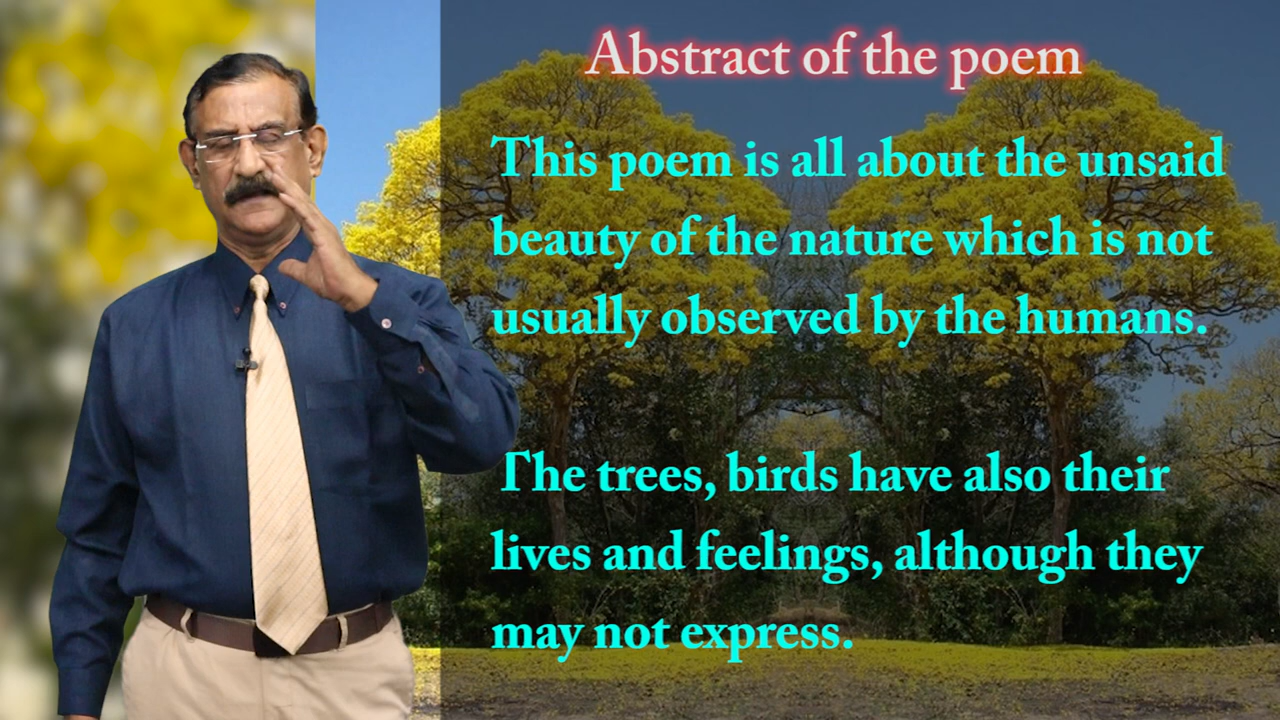 Abstract of the poem
This poem is all about the unsaid
beauty of the nature which is not
usually observed by the humans.
The trees, birds have also their
lives and feelings, although they
may not express.